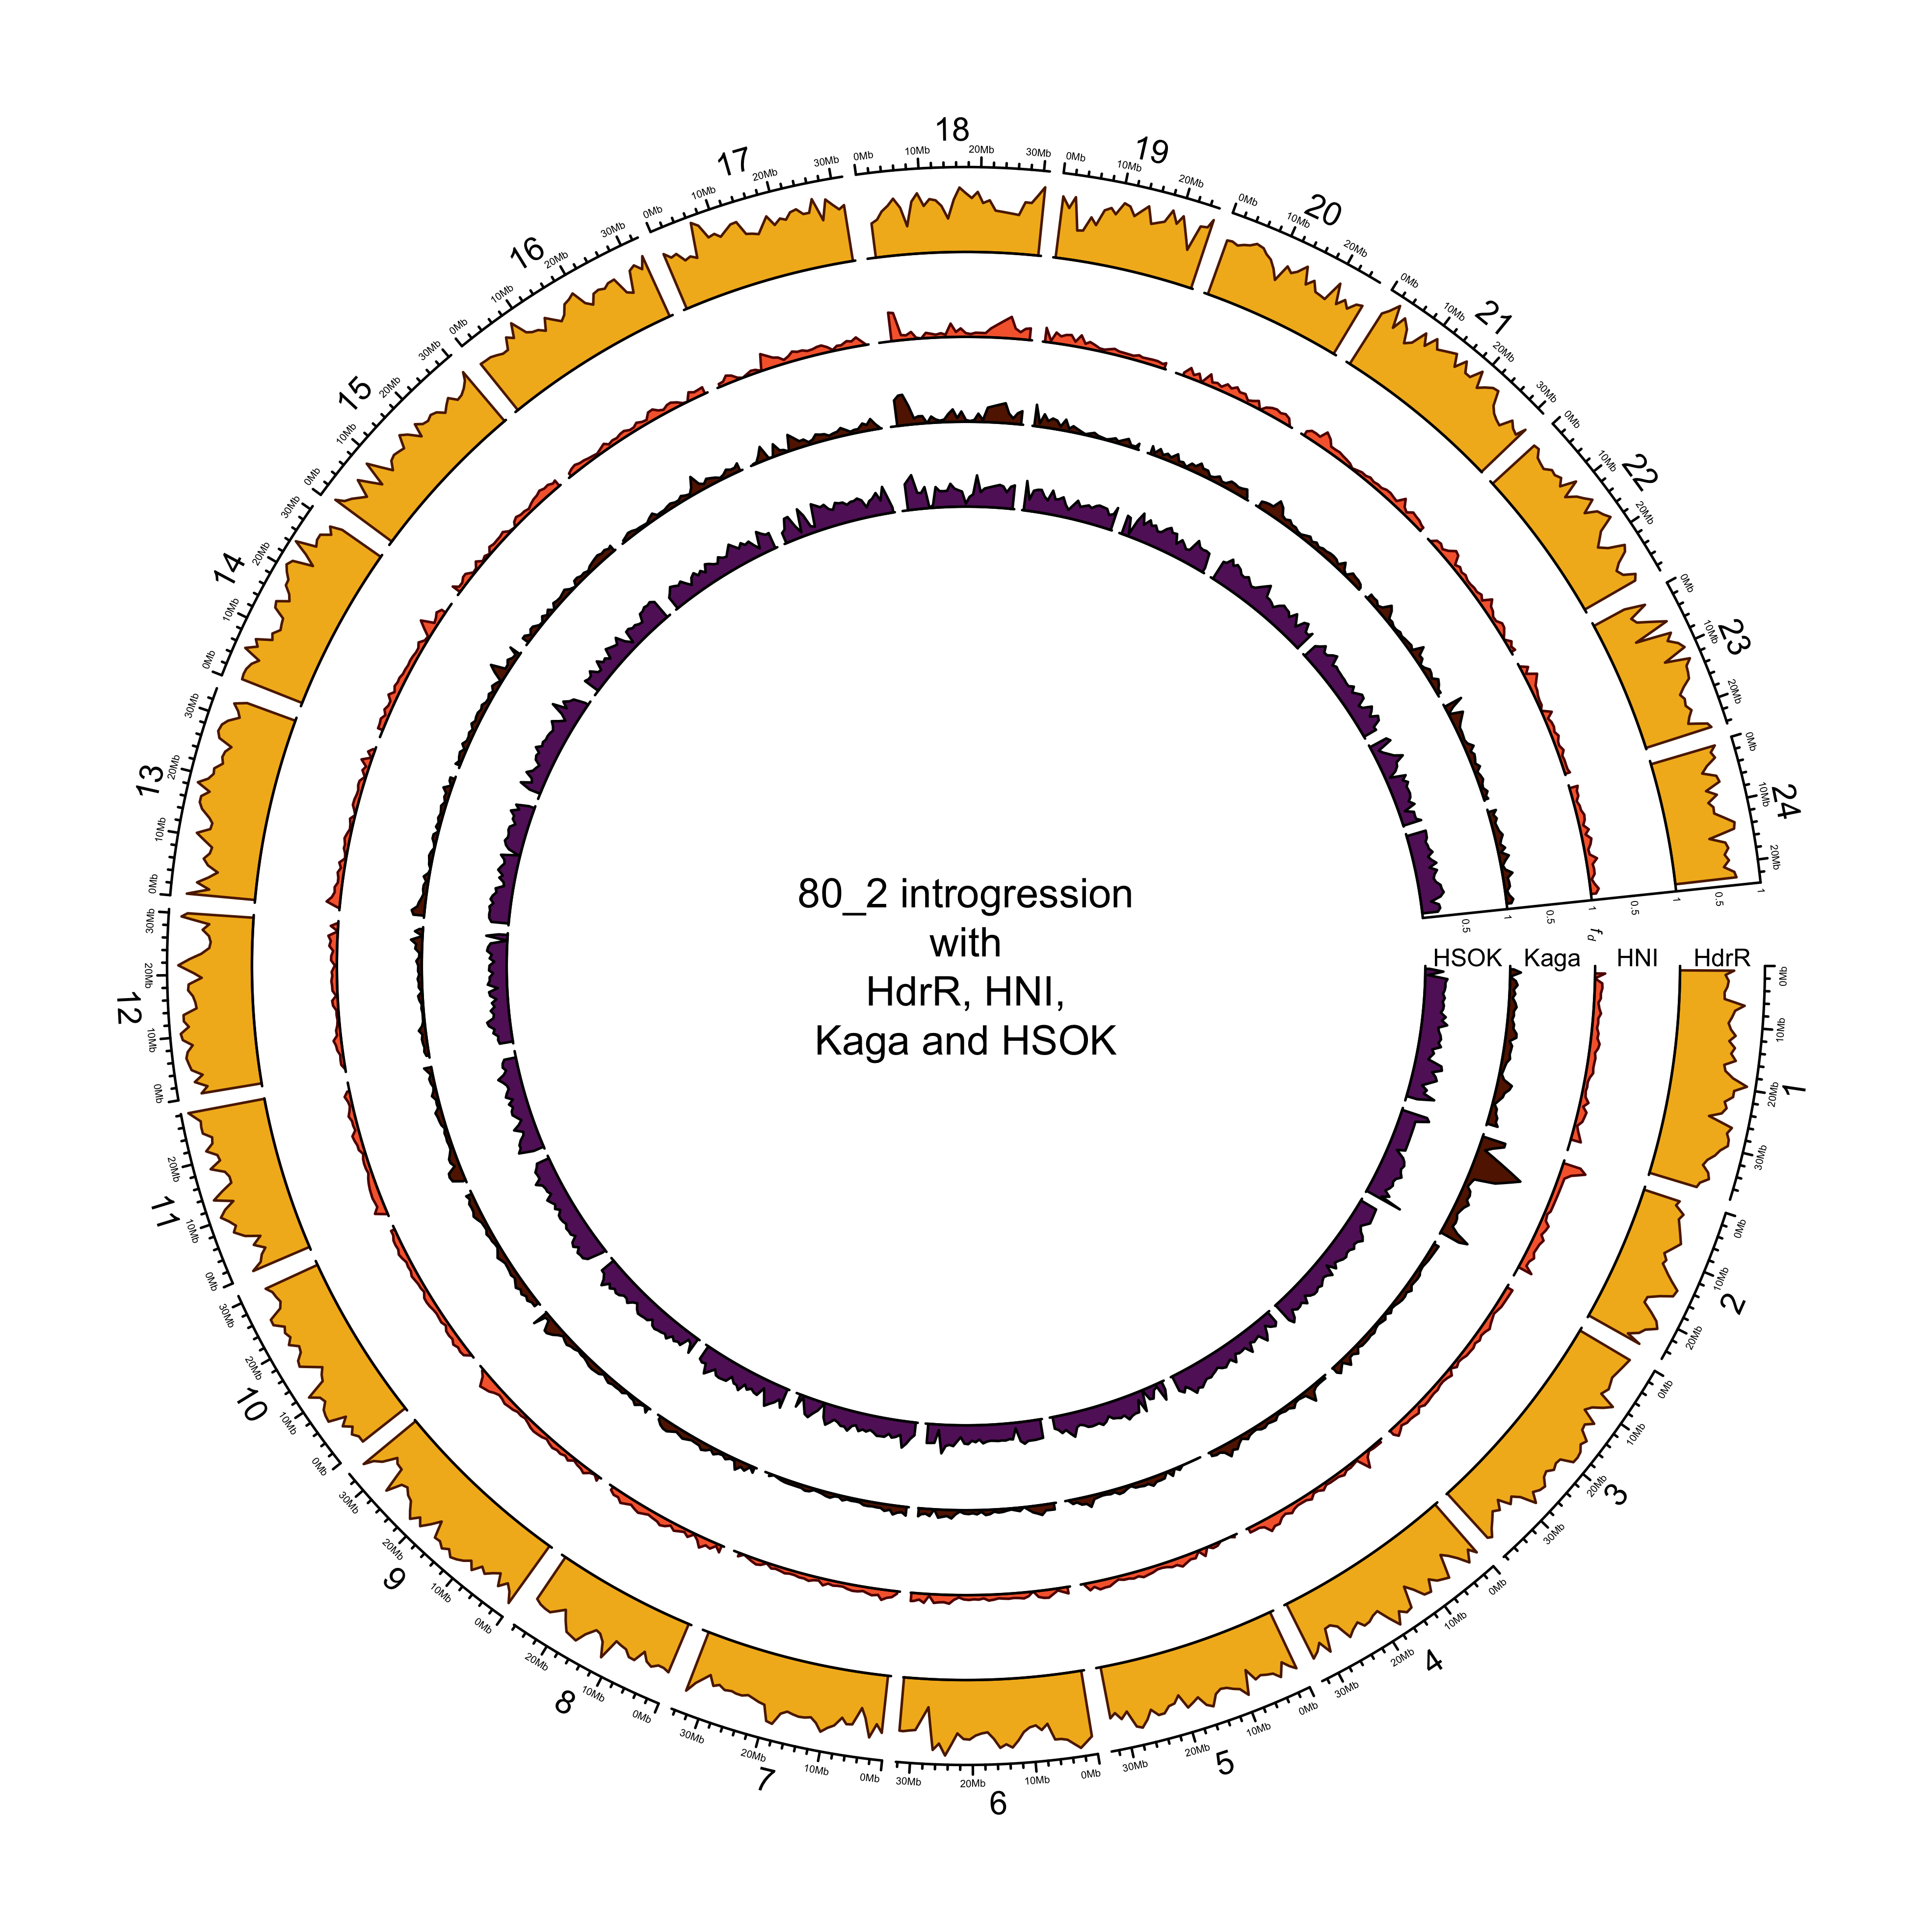 80_2 introgression
with
HdrR, HNI,
Kaga and HSOK
HSOK Kaga HNI HdrR
f d
0.5 1 0.5 1 0.5 1 0.5 1
1
0Mb 10Mb 20Mb 30Mb
2
0Mb 10Mb 20Mb
3
0Mb 10Mb 20Mb 30Mb
4
0Mb 10Mb 20Mb 30Mb
5
0Mb 10Mb 20Mb 30Mb
6
0Mb 10Mb 20Mb 30Mb
7
0Mb 10Mb 20Mb 30Mb
8
0Mb 10Mb 20Mb
9
0Mb 10Mb 20Mb 30Mb
10
0Mb 10Mb 20Mb 30Mb
11
0Mb 10Mb 20Mb
12
0Mb 10Mb 20Mb 30Mb
13
0Mb 10Mb 20Mb 30Mb
14
0Mb 10Mb 20Mb 30Mb
15
0Mb 10Mb 20Mb 30Mb
16
0Mb 10Mb 20Mb 30Mb
17
0Mb 10Mb 20Mb 30Mb
18
0Mb 10Mb 20Mb 30Mb
19
0Mb 10Mb 20Mb
20
0Mb 10Mb 20Mb
21
0Mb 10Mb 20Mb 30Mb
22
0Mb 10Mb 20Mb
23
0Mb 10Mb 20Mb
24
0Mb 10Mb 20Mb